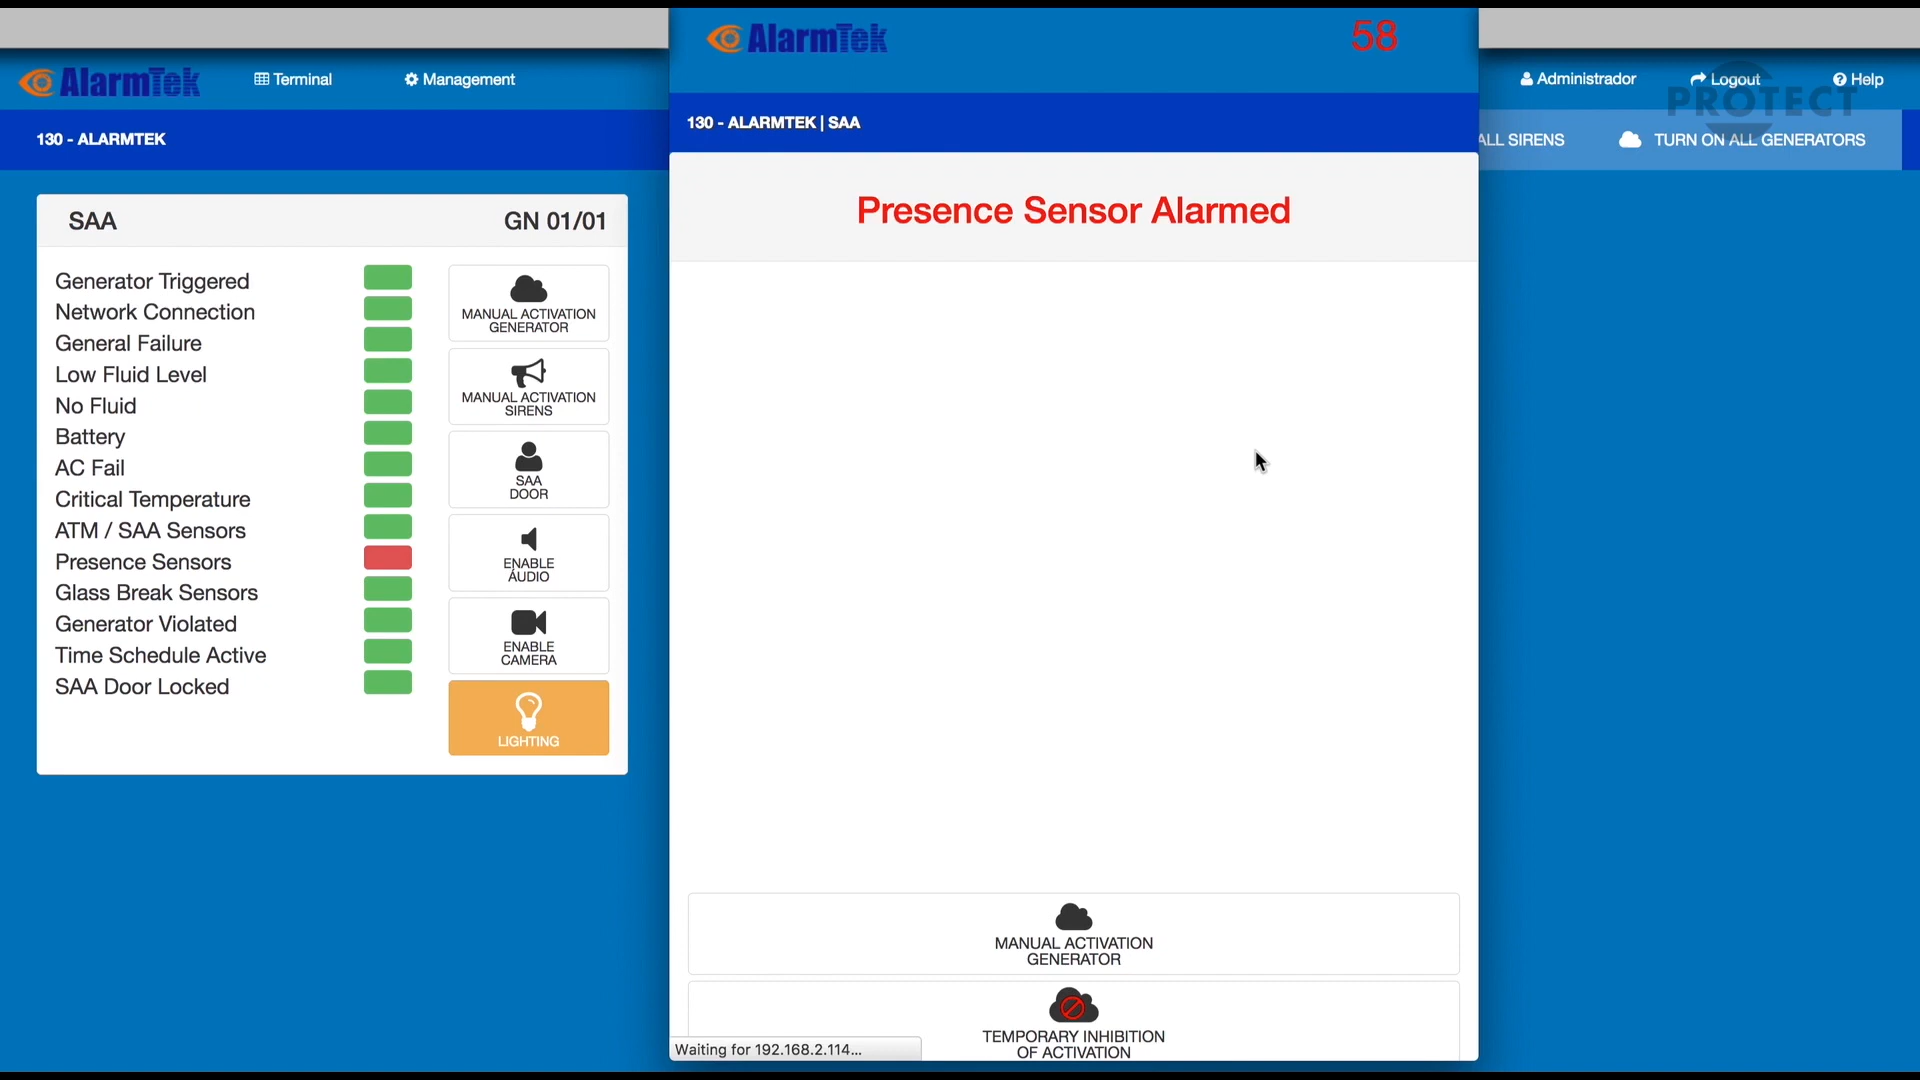 AlarmTek
58
AlarmTek
Terminal
Management
Administrador
Logout
Help
PROTECT
130 - ALARMTEK
130 - ALARMTEK | SAA
ALL SIRENS
TURN ON ALL GENERATORS
SAA
GN 01/01
Presence Sensor Alarmed
Generator Triggered
Network Connection
General Failure
Low Fluid Level
No Fluid
Battery
AC Fail
Critical Temperature
ATM / SAA Sensors
Presence Sensors
Glass Break Sensors
Generator Violated
Time Schedule Active
SAA Door Locked
MANUAL ACTIVATION
GENERATOR
MANUAL ACTIVATION
SIRENS
SAA
DOOR
ENABLE
ÁUDIO
ENABLE
CAMERA
LIGHTING
MANUAL ACTIVATION
GENERATOR
TEMPORARY INHIBITION
OF ACTIVATION
Waiting for 192.168.2.114...